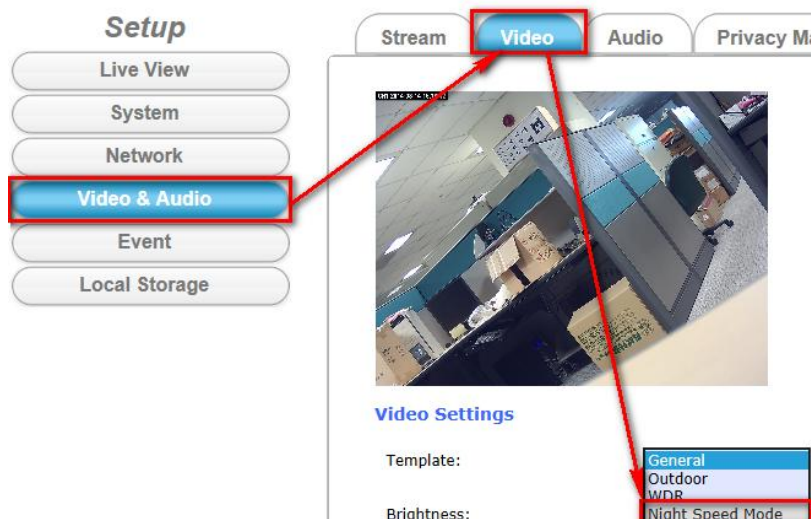 Setup
Live View
System
Network
Video & Audio
Event
Local Storage
Stream Video Audio Privacy Ma
Video Settings
Template:
General
Outdoor
WDR
Brightness:
Night Speed Mode